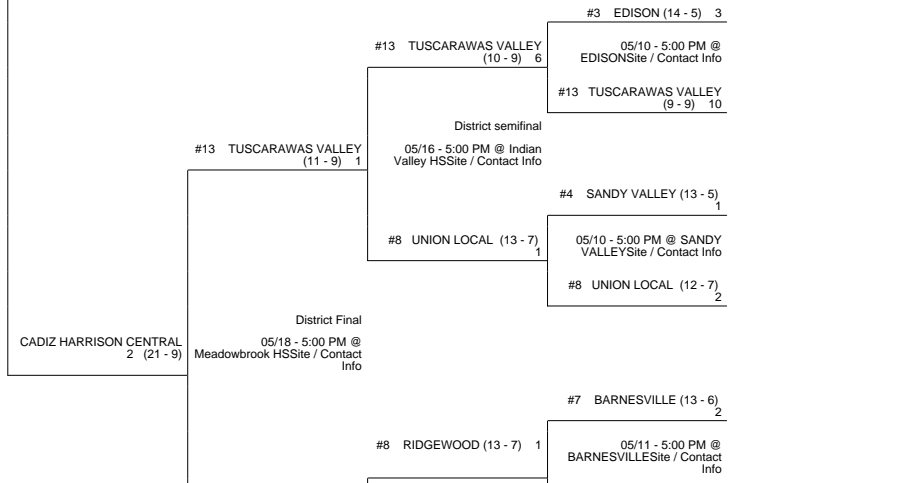 #3 EDISON (14 - 5) 3
#13 TUSCARAWAS VALLEY
(10 - 9) 6
05/10 - 5:00 PM @
EDISONSite / Contact Info
#13 TUSCARAWAS VALLEY
(9 - 9) 10
District semifinal
#13 TUSCARAWAS VALLEY
(11 - 9) 1
05/16 - 5:00 PM @ Indian
Valley HSSite / Contact Info
#4 SANDY VALLEY (13 - 5)
1
#8 UNION LOCAL (13 - 7)
1
05/10 - 5:00 PM @ SANDY
VALLEYSite / Contact Info
#8 UNION LOCAL (12 - 7)
2
District Final
CADIZ HARRISON CENTRAL
2 (21 - 9)
05/18 - 5:00 PM @
Meadowbrook HSSite / Contact
Info
#7 BARNESVILLE (13 - 6)
2
#8 RIDGEWOOD (13 - 7) 1
05/11 - 5:00 PM @
BARNESVILLESite / Contact
Info